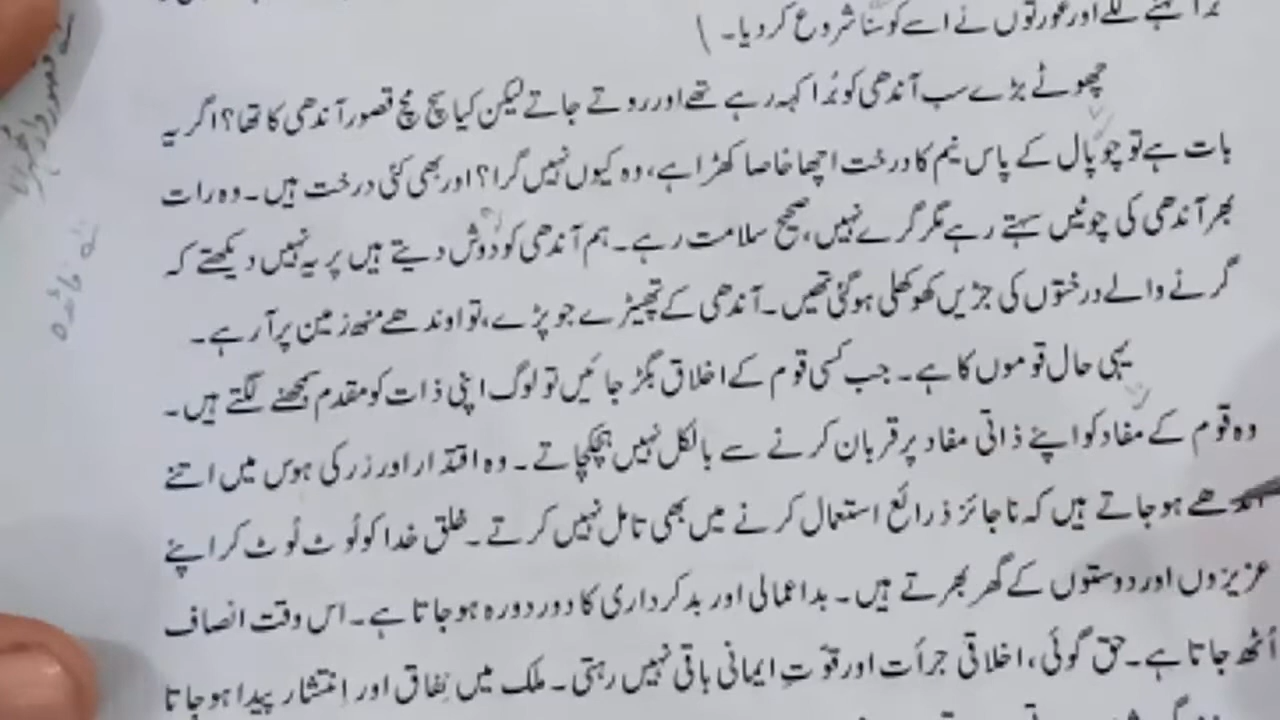 بُرا کہنے لگے اور عورتوں نے اسے کوسنا شروع کر دیا۔
چھوٹے بڑے سب آندھی کو بُرا کہہ رہے تھے اور روتے جاتے لیکن کیا سچ مچ قصور آندھی کا تھا؟ اگر یہ
بات ہے تو چوپال کے پاس نیم کا درخت اچھا خاصا کھڑا ہے، وہ کیوں نہیں گرا؟ اور بھی کئی درخت ہیں۔ وہ رات
بھر آندھی کی چوٹیں سہتے رہے مگر گرے نہیں، صحیح سلامت رہے۔ ہم آندھی کو دوش دیتے ہیں پر یہ نہیں دیکھتے کہ
گرنے والے درختوں کی جڑیں کھوکھلی ہو گئی تھیں۔ آندھی کے تھپیڑے جو پڑے، تو اوندھے منھ زمین پر آ رہے۔
یہی حال قوموں کا ہے۔ جب کسی قوم کے اخلاق بگڑ جائیں تو لوگ اپنی ذات کو مقدم سمجھنے لگتے ہیں۔
وہ قوم کے مفاد کو اپنے ذاتی مفاد پر قربان کرنے سے بالکل نہیں ہچکچاتے۔ وہ اقتدار اور زر کی ہوس میں اتنے
اندھے ہو جاتے ہیں کہ ناجائز ذرائع استعمال کرنے میں بھی تامل نہیں کرتے۔ خلق خدا کو لُوٹ لُوٹ کر اپنے
عزیزوں اور دوستوں کے گھر بھرتے ہیں۔ بداعمالی اور بدکرداری کا دور دورہ ہو جاتا ہے۔ اس وقت انصاف
اُٹھ جاتا ہے۔ حق گوئی، اخلاقی جرأت اور قوّتِ ایمانی باقی نہیں رہتی۔ ملک میں نِفاق اور اِنتشار پیدا ہو جاتا